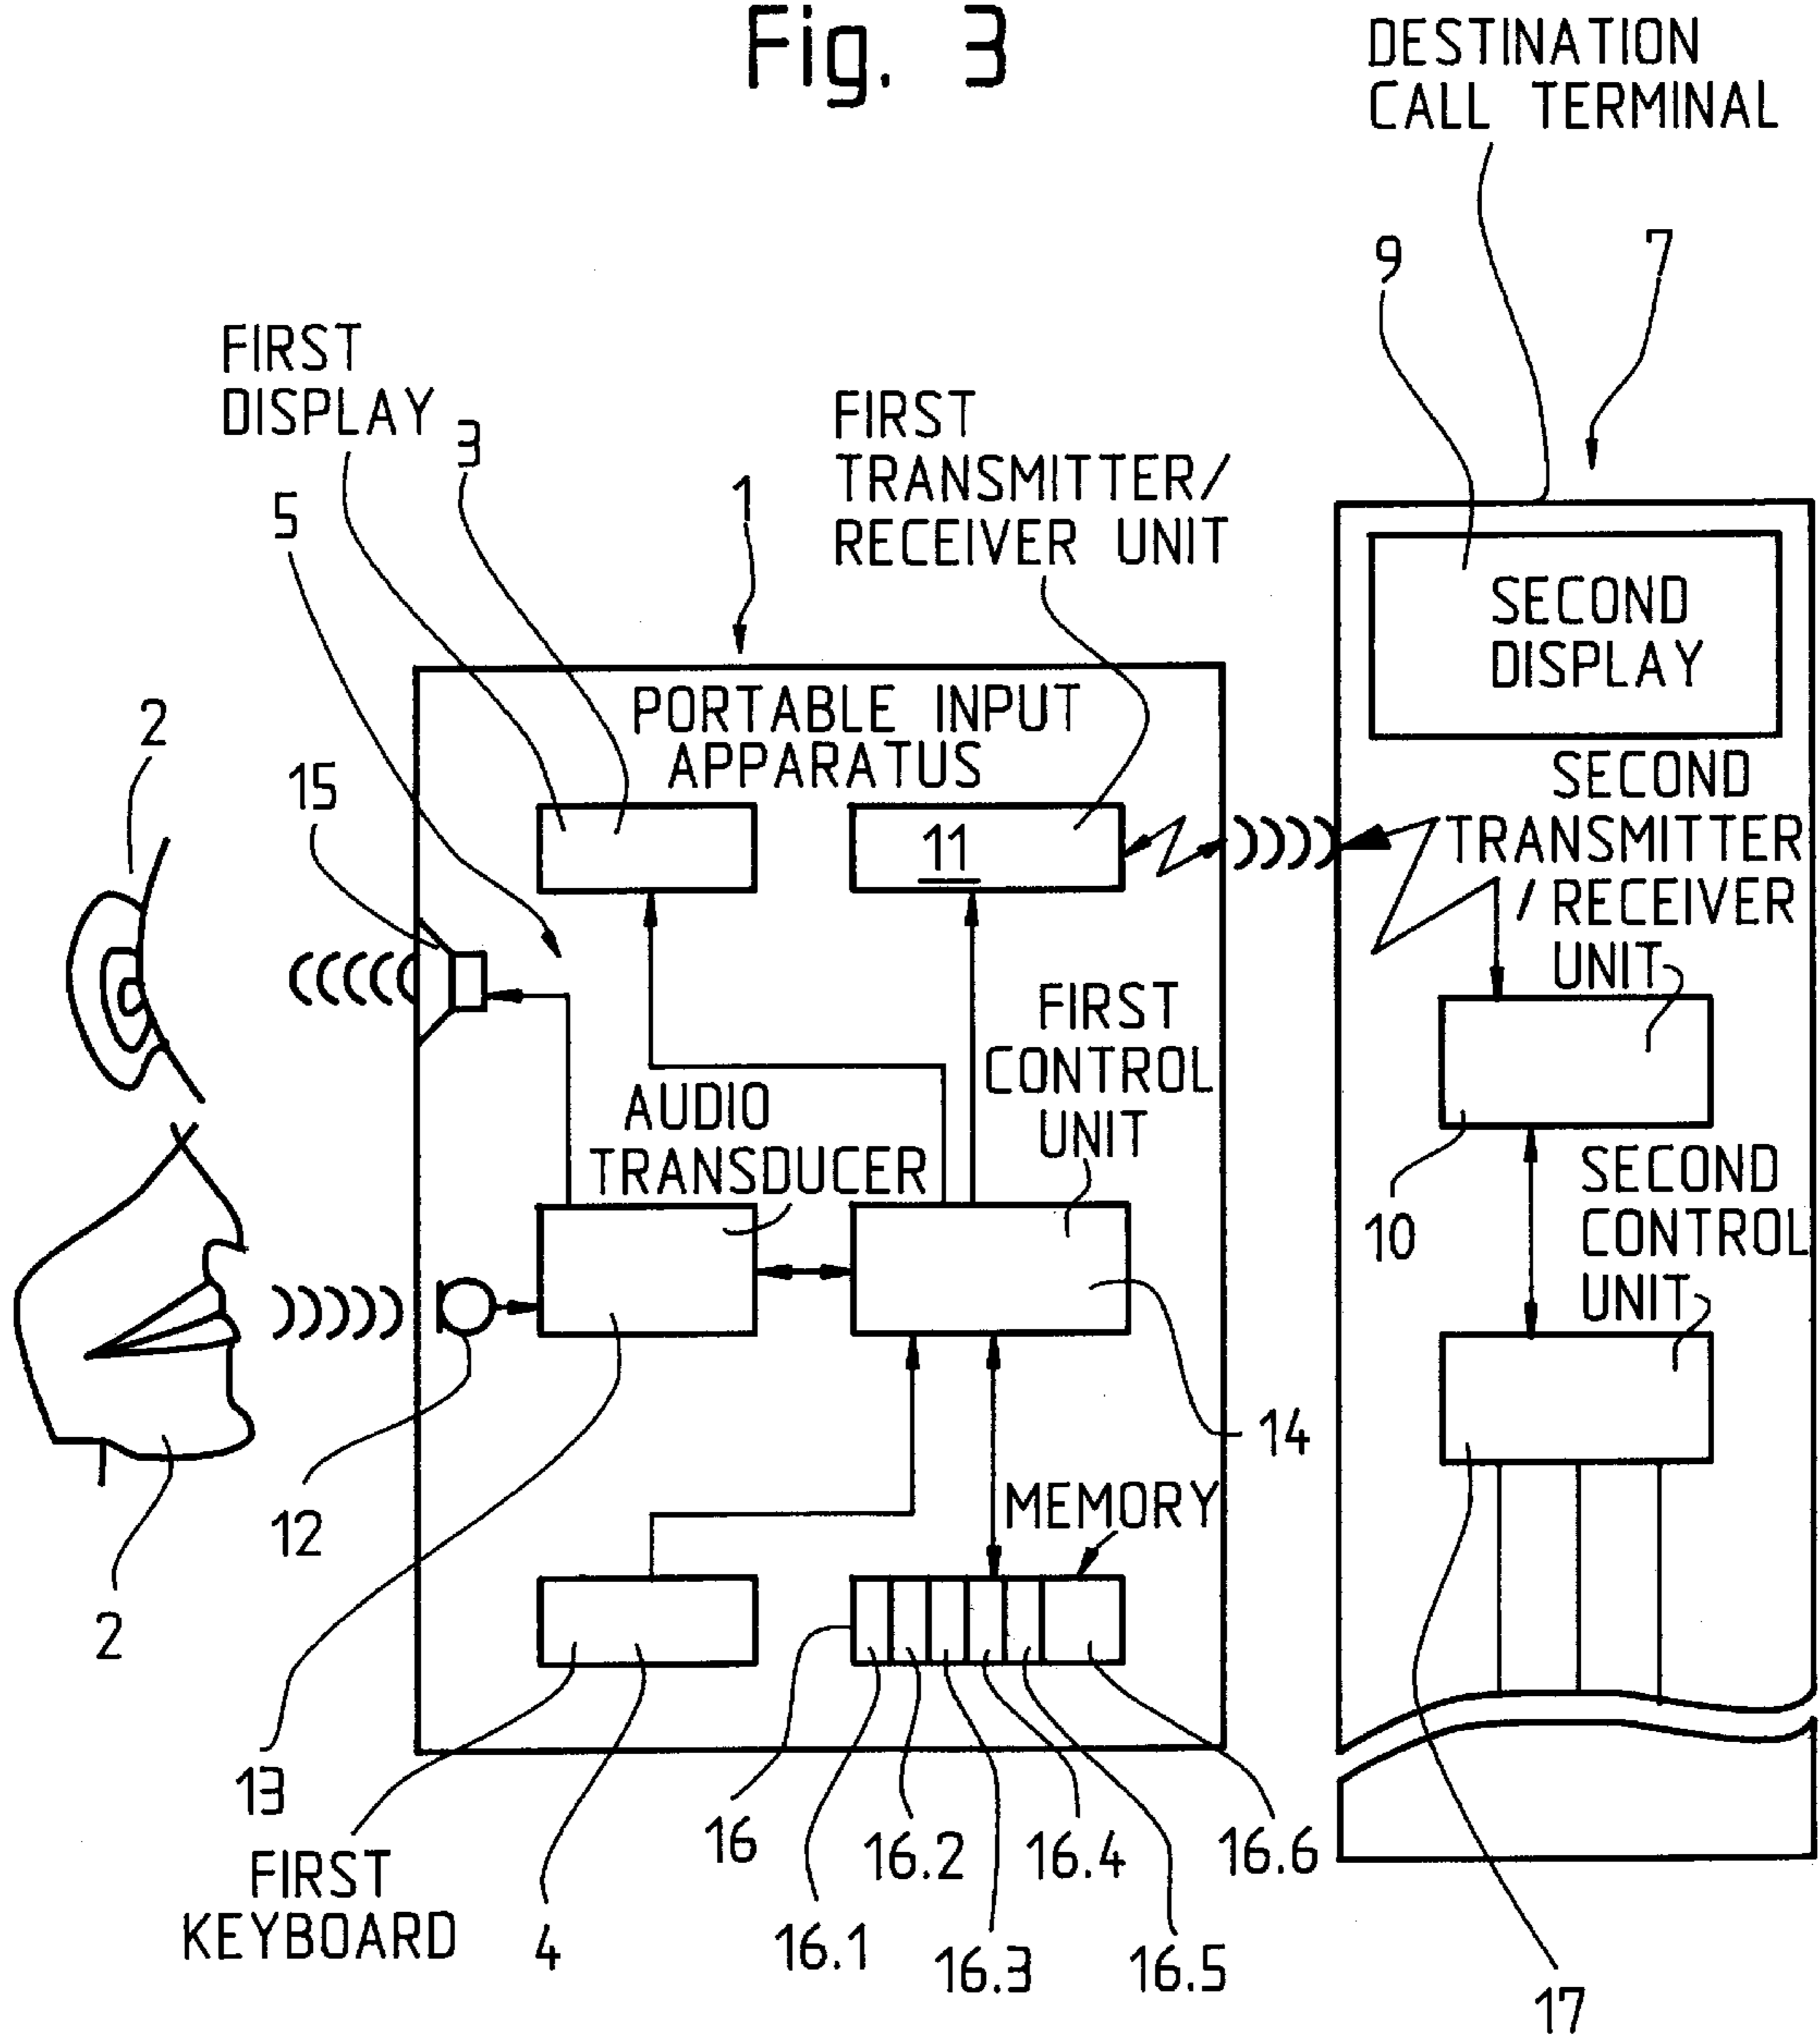 Fig. 3
DESTINATION
CALL TERMINAL
9
7
FIRST
DISPLAY
3
5
1
FIRST
TRANSMITTER/
RECEIVER UNIT
SECOND
DISPLAY
PORTABLE INPUT
APPARATUS
2
15
11
SECOND
TRANSMITTER
/ RECEIVER
UNIT
FIRST
CONTROL
UNIT
AUDIO
TRANSDUCER
10
SECOND
CONTROL
UNIT
14
12
MEMORY
2
13
16
16.2
16.4
16.6
FIRST
KEYBOARD
4
16.1
16.3
16.5
17